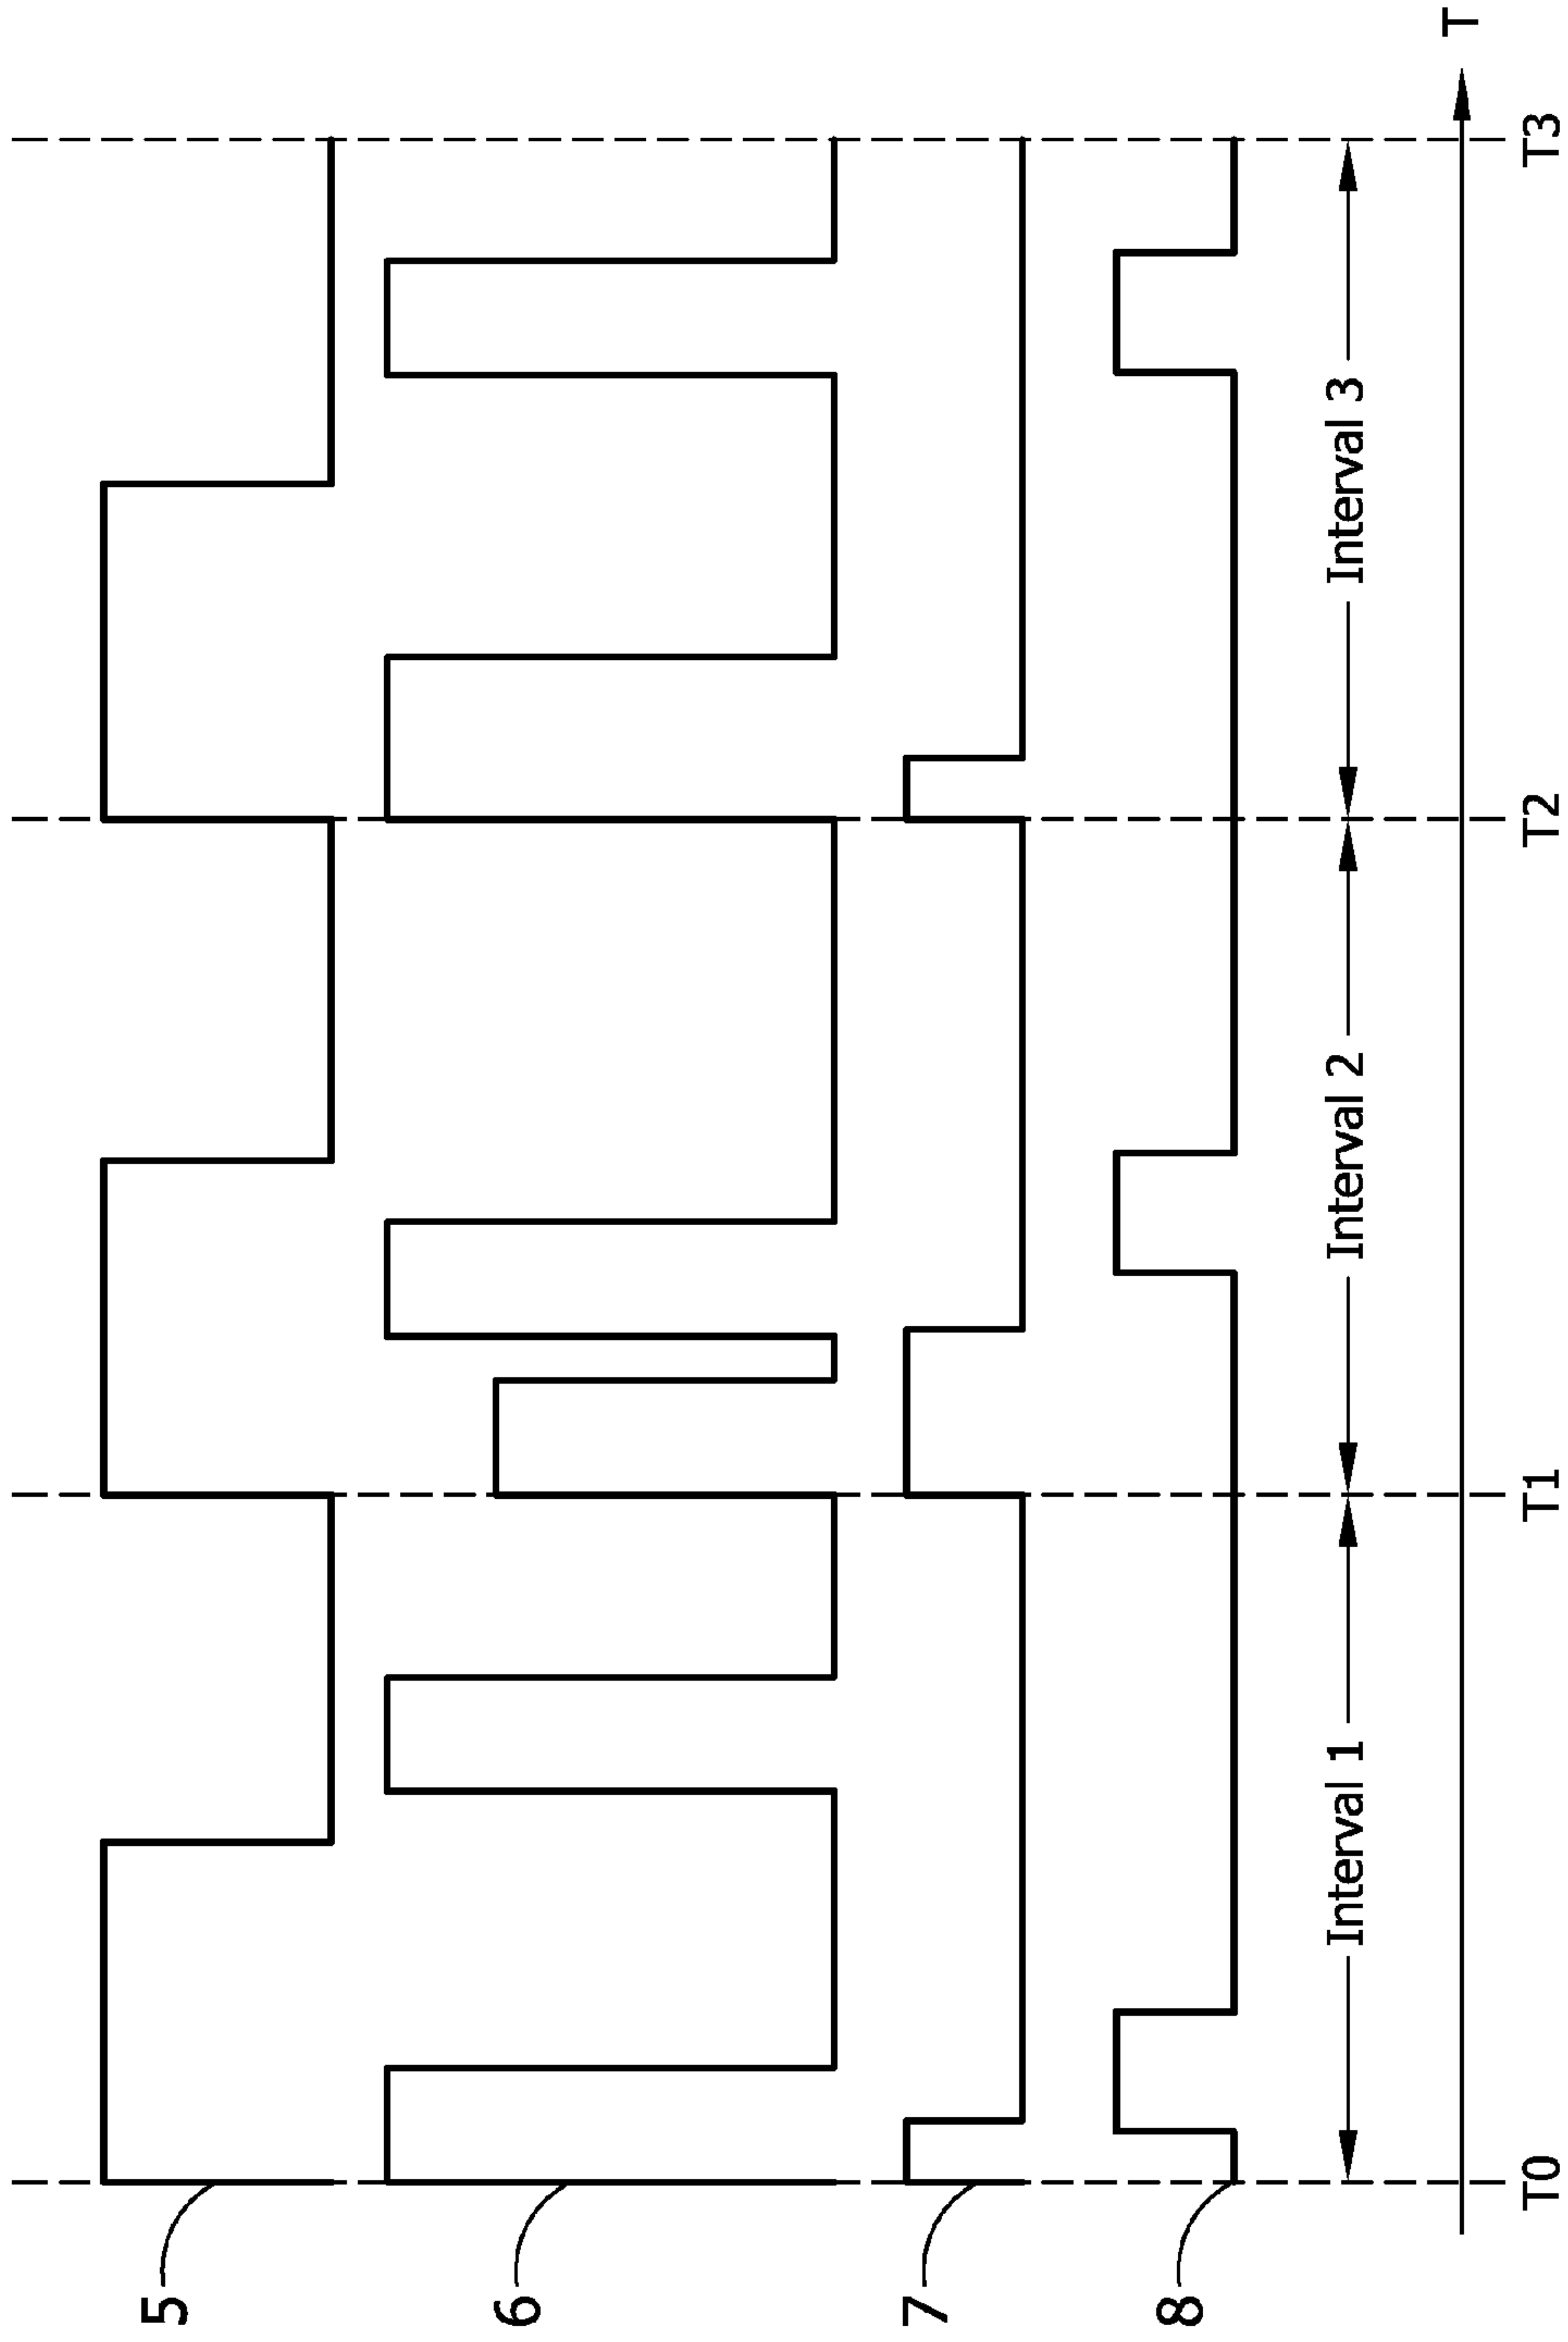 5
6
7
8
Interval 1
Interval 2
Interval 3
T0
T1
T2
T3
T